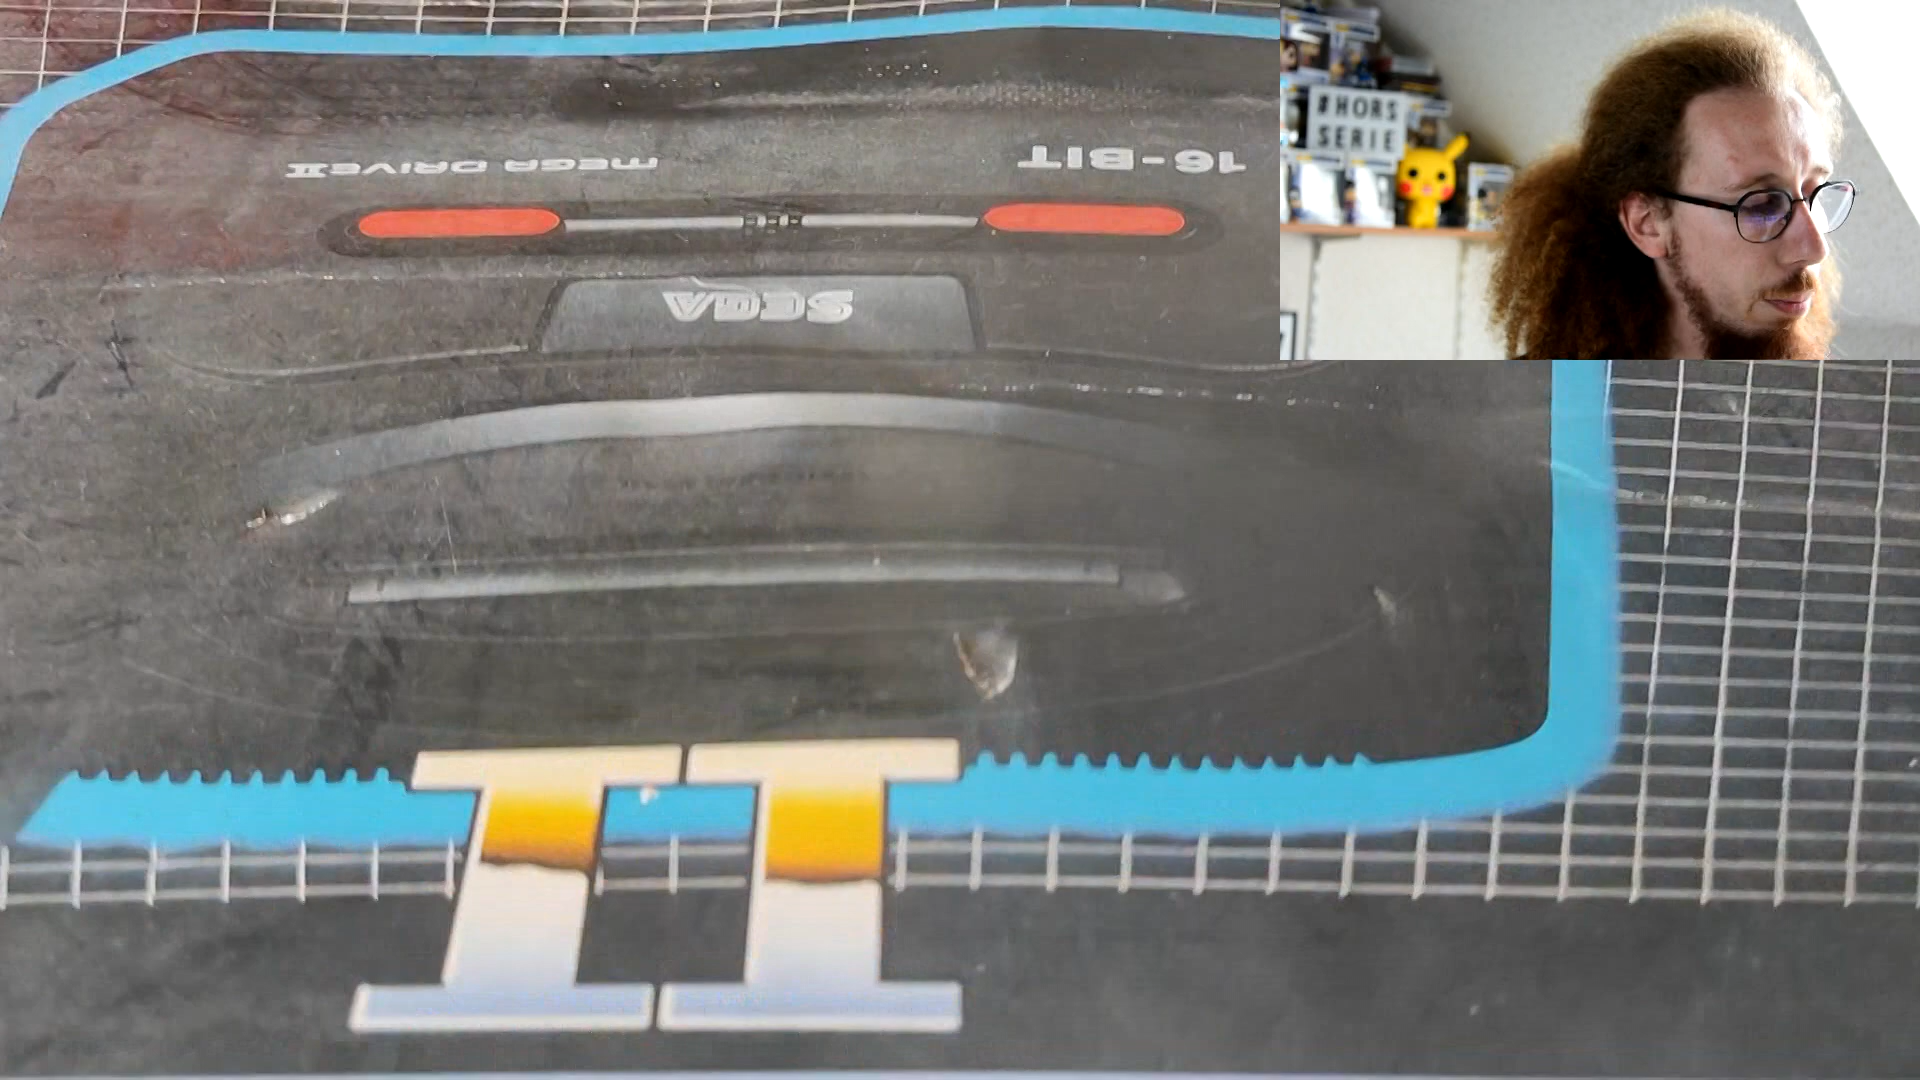 MEGA DRIVE II
16-BIT
SEGA
II
#HORS
SERIE